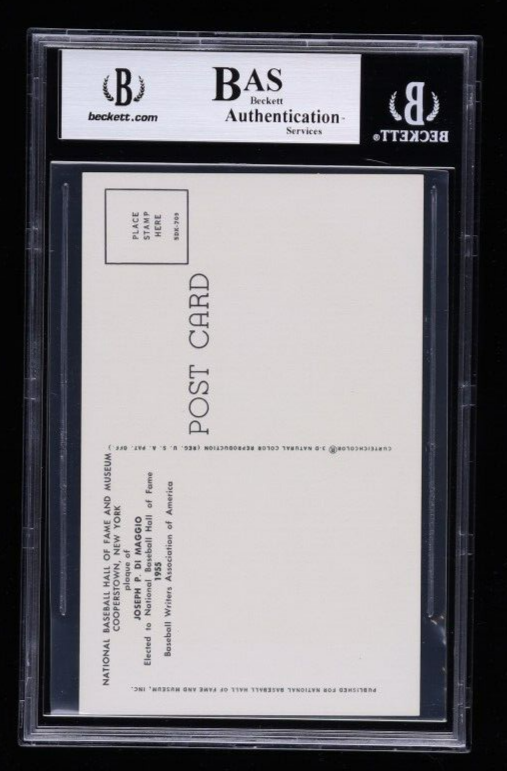 B
beckett.com
BAS
Beckett
Authentication
Services
BECKETT®
PLACE
STAMP
HERE
SDK-709
POST CARD
CURTEICHCOLOR® 3-D NATURAL COLOR REPRODUCTION (REG. U. S. A. PAT. OFF.)
NATIONAL BASEBALL HALL OF FAME AND MUSEUM
COOPERSTOWN, NEW YORK
plaque of
JOSEPH P. DI MAGGIO
Elected to National Baseball Hall of Fame
1955
Baseball Writers Association of America
PUBLISHED FOR NATIONAL BASEBALL HALL OF FAME AND MUSEUM, INC.